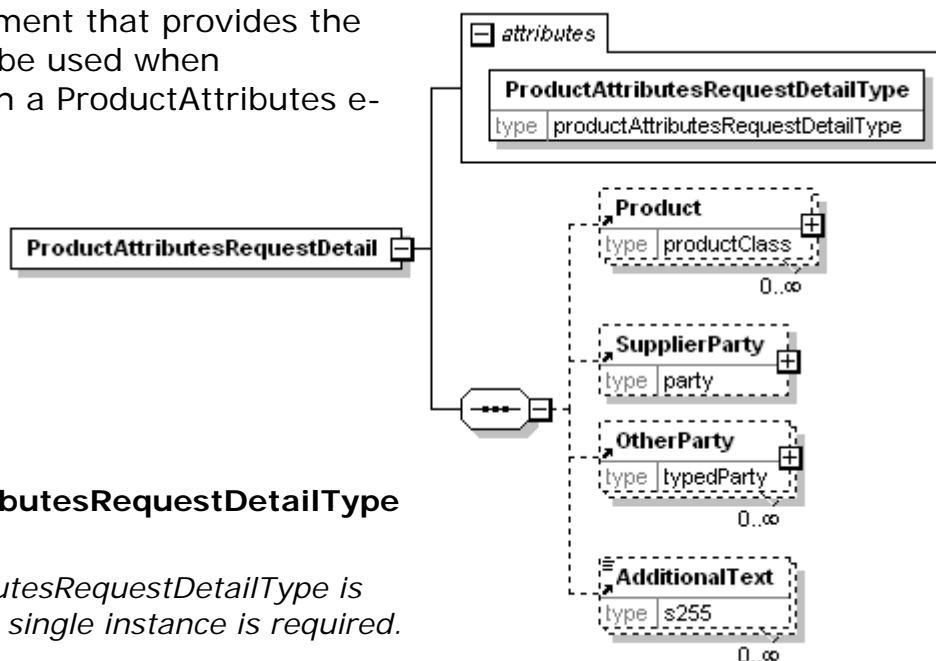 ment that provides the
be used when
n a ProductAttributes e-
butesRequestDetailType
utesRequestDetailType is
single instance is required.
ProductAttributesRequestDetail
attributes
ProductAttributesRequestDetailType
type productAttributesRequestDetailType
Product
type productClass
0..∞
SupplierParty
type party
OtherParty
type typedParty
0..∞
AdditionalText
type s255
0..∞